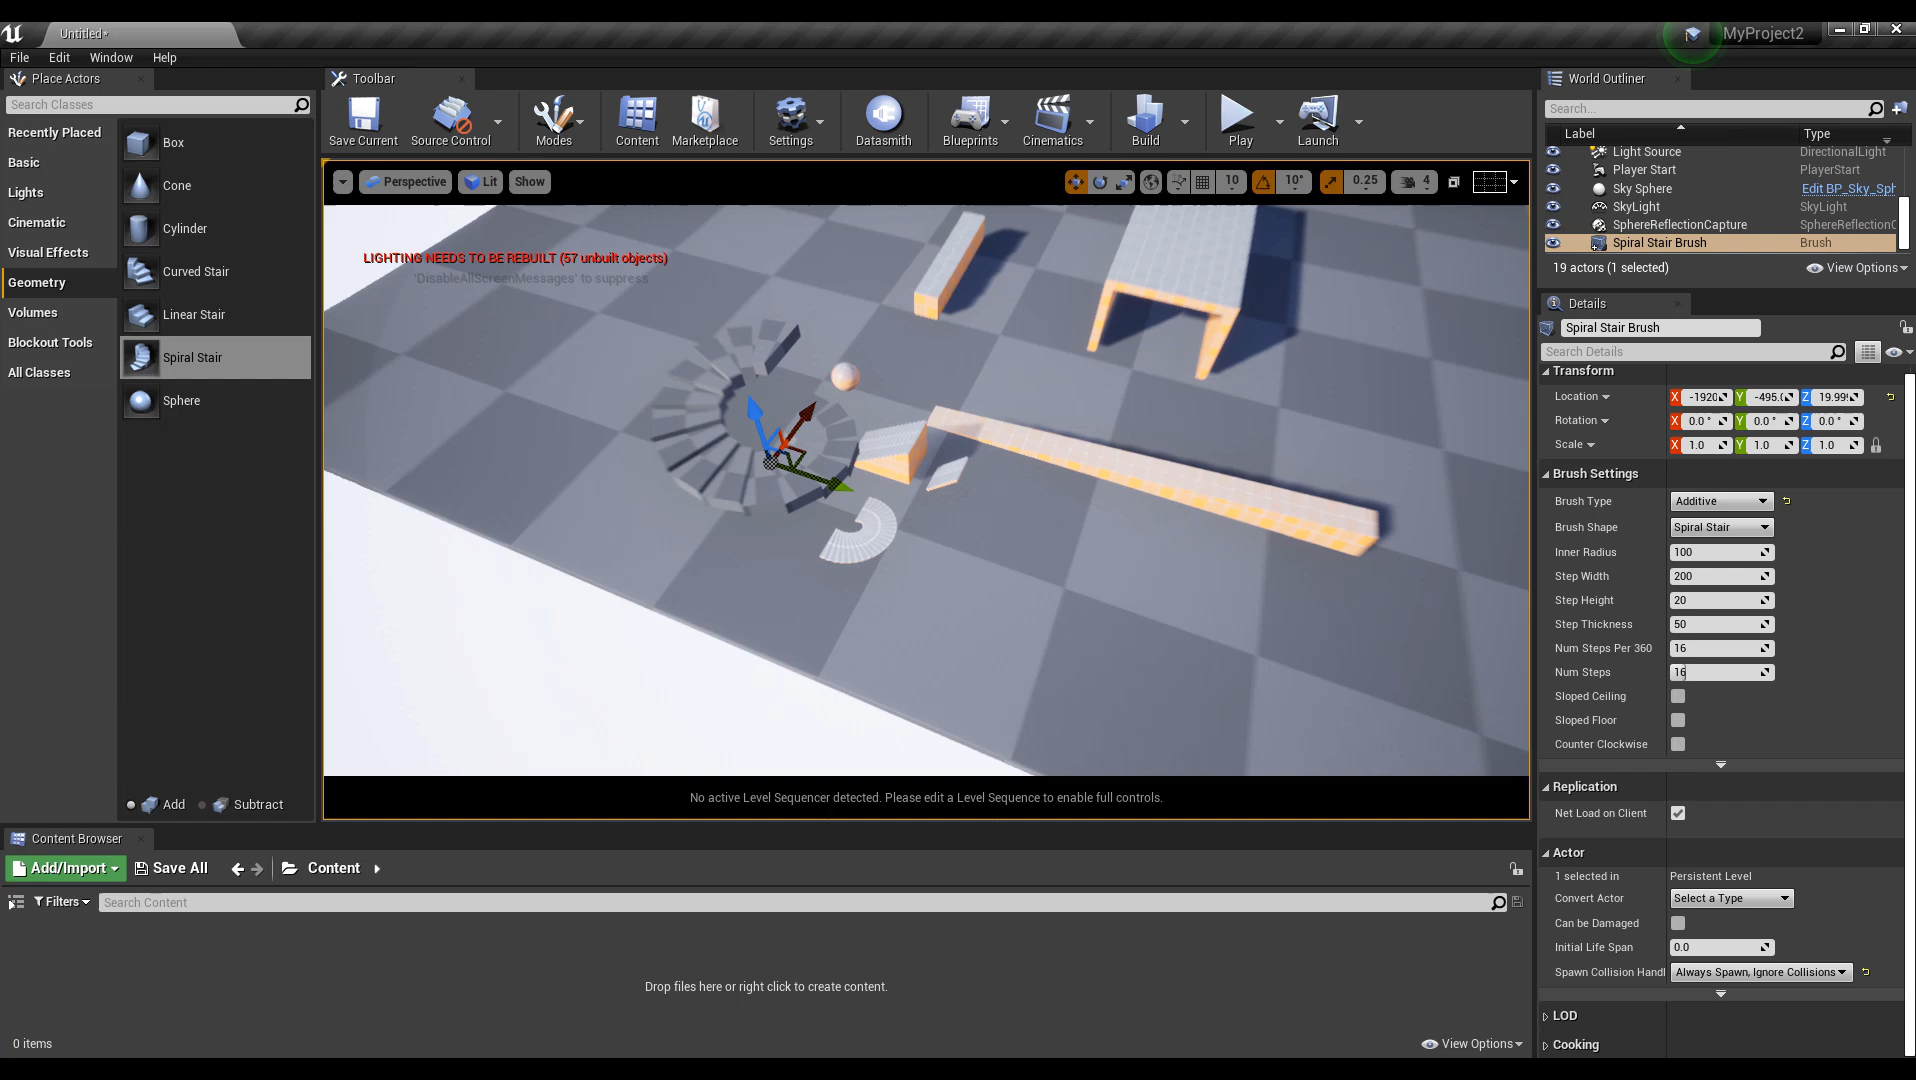 Untitled*
MyProject2
File Edit Window Help
Place Actors
Toolbar
World Outliner
Search Classes
Recently Placed
Basic
Lights
Cinematic
Visual Effects
Geometry
Volumes
Blockout Tools
All Classes
Box
Cone
Cylinder
Curved Stair
Linear Stair
Spiral Stair
Sphere
Add Subtract
Save Current Source Control Modes Content Marketplace Settings Datasmith Blueprints Cinematics Build Play Launch
Perspective Lit Show
10 10° 0.25 4
LIGHTING NEEDS TO BE REBUILT (57 unbuilt objects)
'DisableAllScreenMessages' to suppress
No active Level Sequencer detected. Please edit a Level Sequence to enable full controls.
Search...
Label Type
Light Source DirectionalLight
Player Start PlayerStart
Sky Sphere Edit BP_Sky_Sph
SkyLight SkyLight
SphereReflectionCapture SphereReflectionC
Spiral Stair Brush Brush
19 actors (1 selected) View Options
Details
Spiral Stair Brush
Search Details
Transform
Location X -1920. Y -495.0 Z 19.999
Rotation X 0.0 ° Y 0.0 ° Z 0.0 °
Scale X 1.0 Y 1.0 Z 1.0
Brush Settings
Brush Type Additive
Brush Shape Spiral Stair
Inner Radius 100
Step Width 200
Step Height 20
Step Thickness 50
Num Steps Per 360 16
Num Steps 16
Sloped Ceiling
Sloped Floor
Counter Clockwise
Replication
Net Load on Client
Actor
1 selected in Persistent Level
Convert Actor Select a Type
Can be Damaged
Initial Life Span 0.0
Spawn Collision Handl Always Spawn, Ignore Collisions
LOD
Cooking
Content Browser
Add/Import Save All Content
Filters Search Content
Drop files here or right click to create content.
0 items View Options